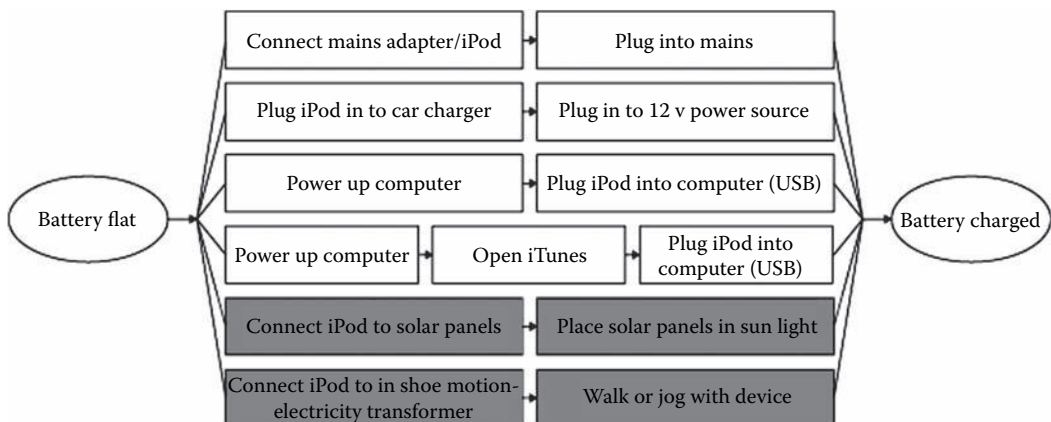 Connect mains adapter/iPod
Plug into mains
Plug iPod in to car charger
Plug in to 12 v power source
Power up computer
Plug iPod into computer (USB)
Battery flat
Battery charged
Power up computer
Open iTunes
Plug iPod into
computer (USB)
Connect iPod to solar panels
Place solar panels in sun light
Connect iPod to in shoe motion-
electricity transformer
Walk or jog with device